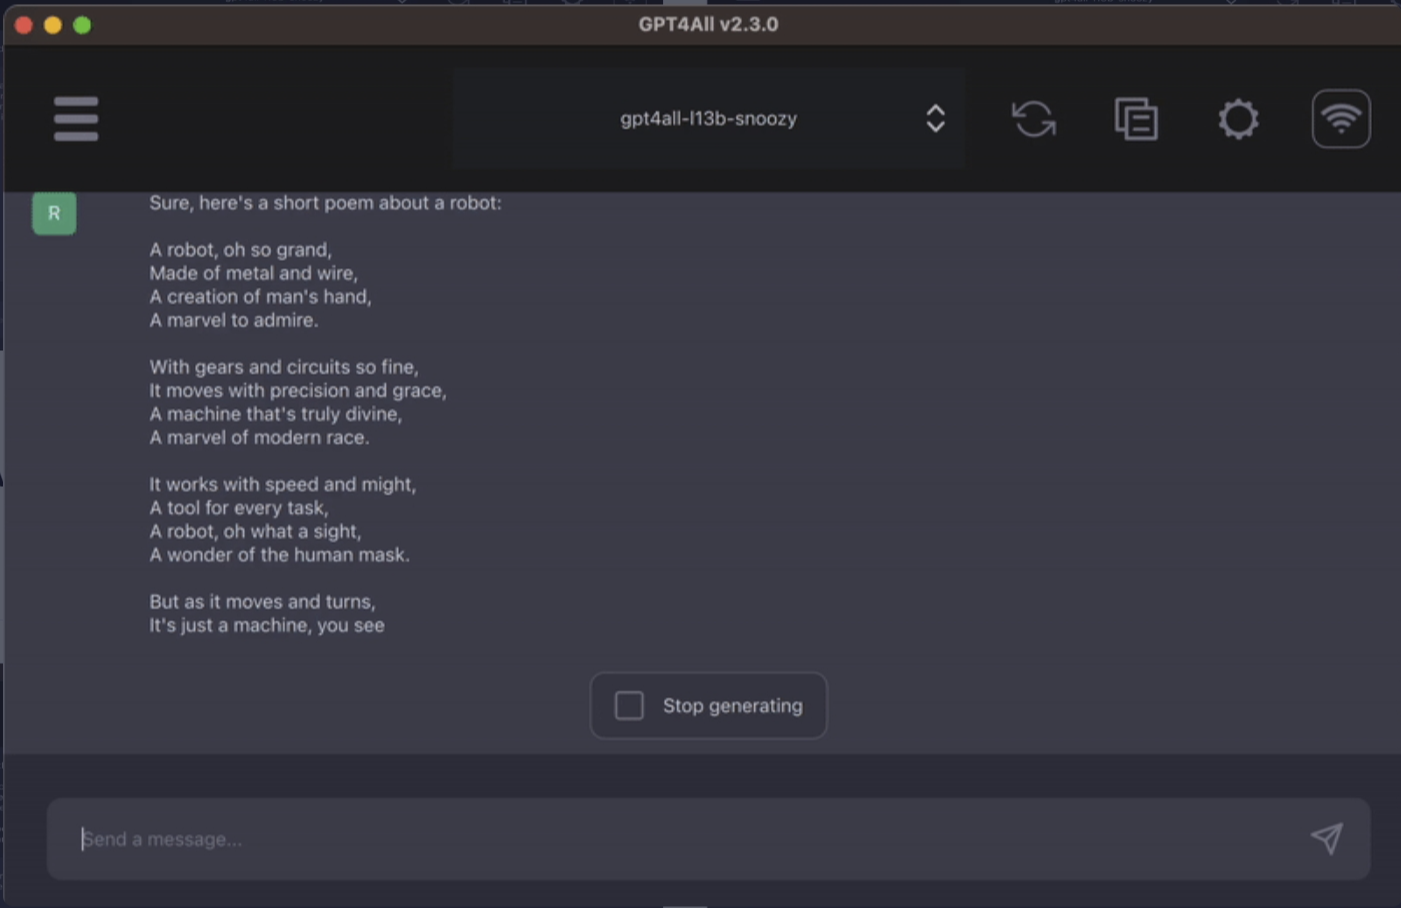 GPT4All v2.3.0
gpt4all-l13b-snoozy
R
Sure, here's a short poem about a robot:
A robot, oh so grand,
Made of metal and wire,
A creation of man's hand,
A marvel to admire.
With gears and circuits so fine,
It moves with precision and grace,
A machine that's truly divine,
A marvel of modern race.
It works with speed and might,
A tool for every task,
A robot, oh what a sight,
A wonder of the human mask.
But as it moves and turns,
It's just a machine, you see
Stop generating
Send a message...